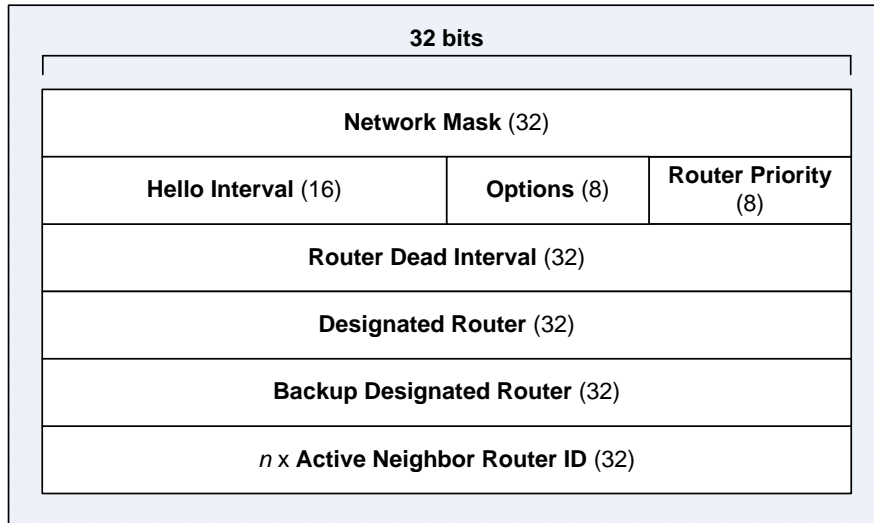 32 bits
Network Mask (32)
Hello Interval (16)
Options (8)
Router Priority
(8)
Router Dead Interval (32)
Designated Router (32)
Backup Designated Router (32)
n x Active Neighbor Router ID (32)